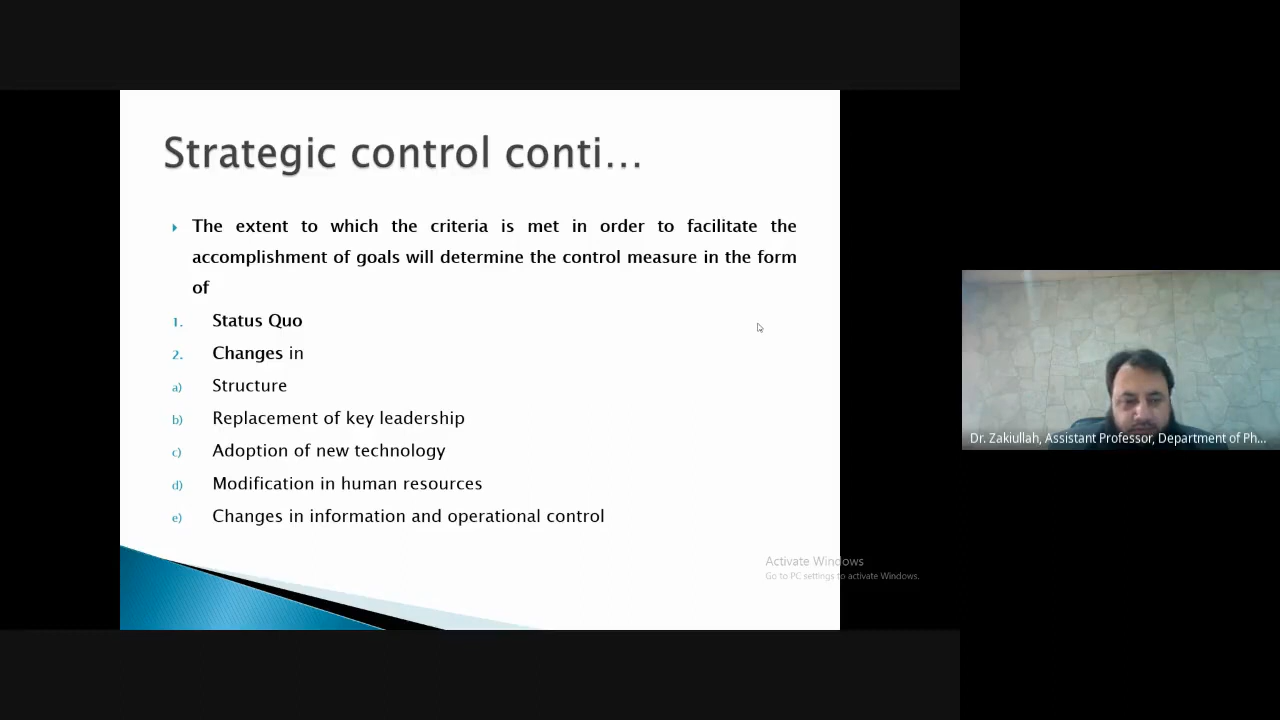 Strategic control conti...
The extent to which the criteria is met in order to facilitate the
accomplishment of goals will determine the control measure in the form
of
1. Status Quo
2. Changes in
a) Structure
b) Replacement of key leadership
c) Adoption of new technology
d) Modification in human resources
e) Changes in information and operational control
Activate Windows
Go to PC settings to activate Windows.
Dr. Zakiullah, Assistant Professor, Department of Ph...